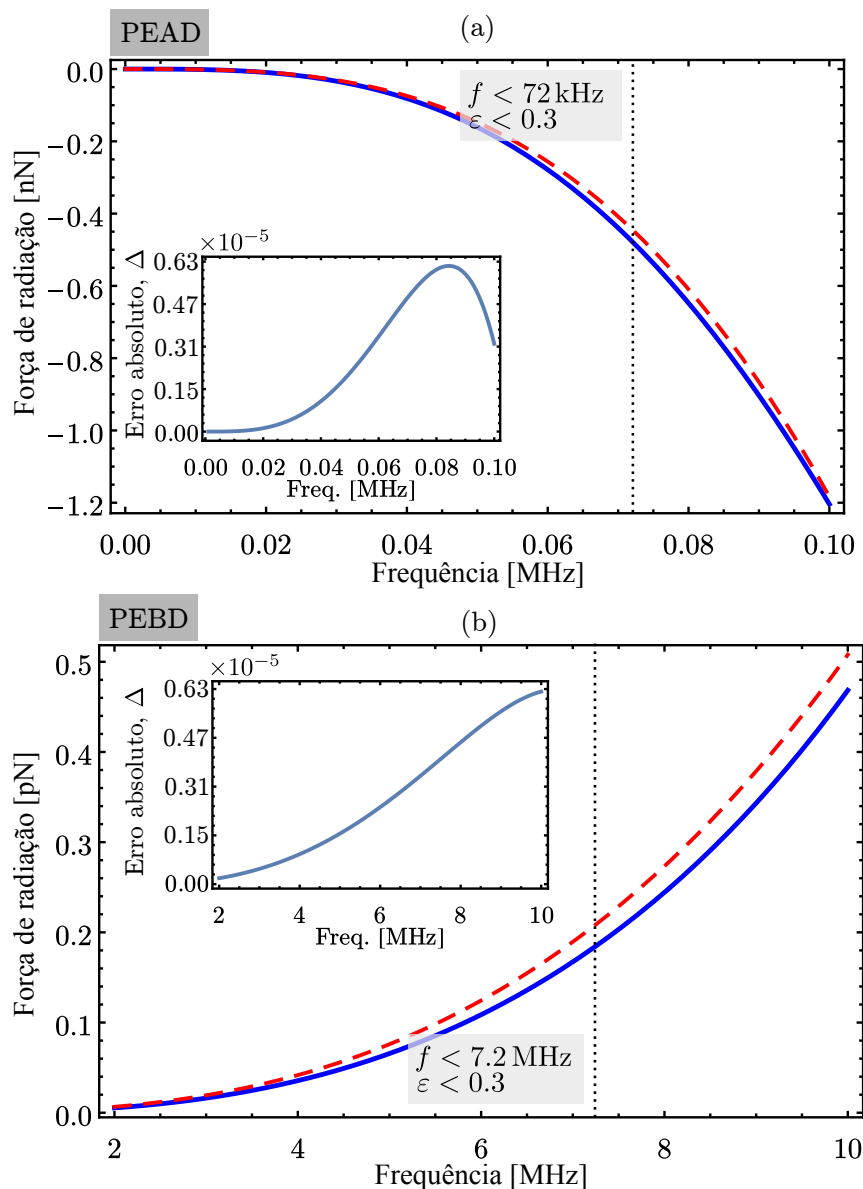 PEAD
(a)
0.0
−0.2
−0.4
−0.6
−0.8
−1.0
−1.2
Força de radiação [nN]
f < 72 kHz
ε < 0.3
×10⁻⁵
0.63
0.47
0.31
0.15
0.00
Erro absoluto, Δ
0.00 0.02 0.04 0.06 0.08 0.10
Freq. [MHz]
0.00 0.02 0.04 0.06 0.08 0.10
Frequência [MHz]
PEBD
(b)
0.5
0.4
0.3
0.2
0.1
0.0
Força de radiação [pN]
×10⁻⁵
0.63
0.47
0.31
0.15
0.00
Erro absoluto, Δ
2 4 6 8 10
Freq. [MHz]
f < 7.2 MHz
ε < 0.3
2 4 6 8 10
Frequência [MHz]